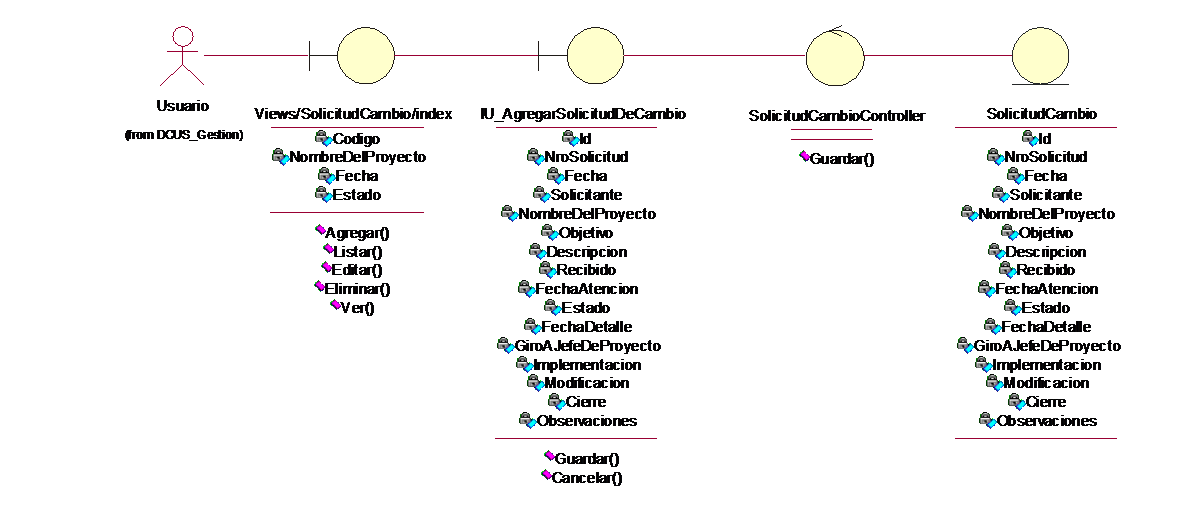 Usuario
(from DCUS_Gestion)
Views/SolicitudCambio/index
Codigo
NombreDelProyecto
Fecha
Estado
Agregar()
Listar()
Editar()
Eliminar()
Ver()
IU_AgregarSolicitudDeCambio
Id
NroSolicitud
Fecha
Solicitante
NombreDelProyecto
Objetivo
Descripcion
Recibido
FechaAtencion
Estado
FechaDetalle
GiroAJefeDeProyecto
Implementacion
Modificacion
Cierre
Observaciones
Guardar()
Cancelar()
SolicitudCambioController
Guardar()
SolicitudCambio
Id
NroSolicitud
Fecha
Solicitante
NombreDelProyecto
Objetivo
Descripcion
Recibido
FechaAtencion
Estado
FechaDetalle
GiroAJefeDeProyecto
Implementacion
Modificacion
Cierre
Observaciones